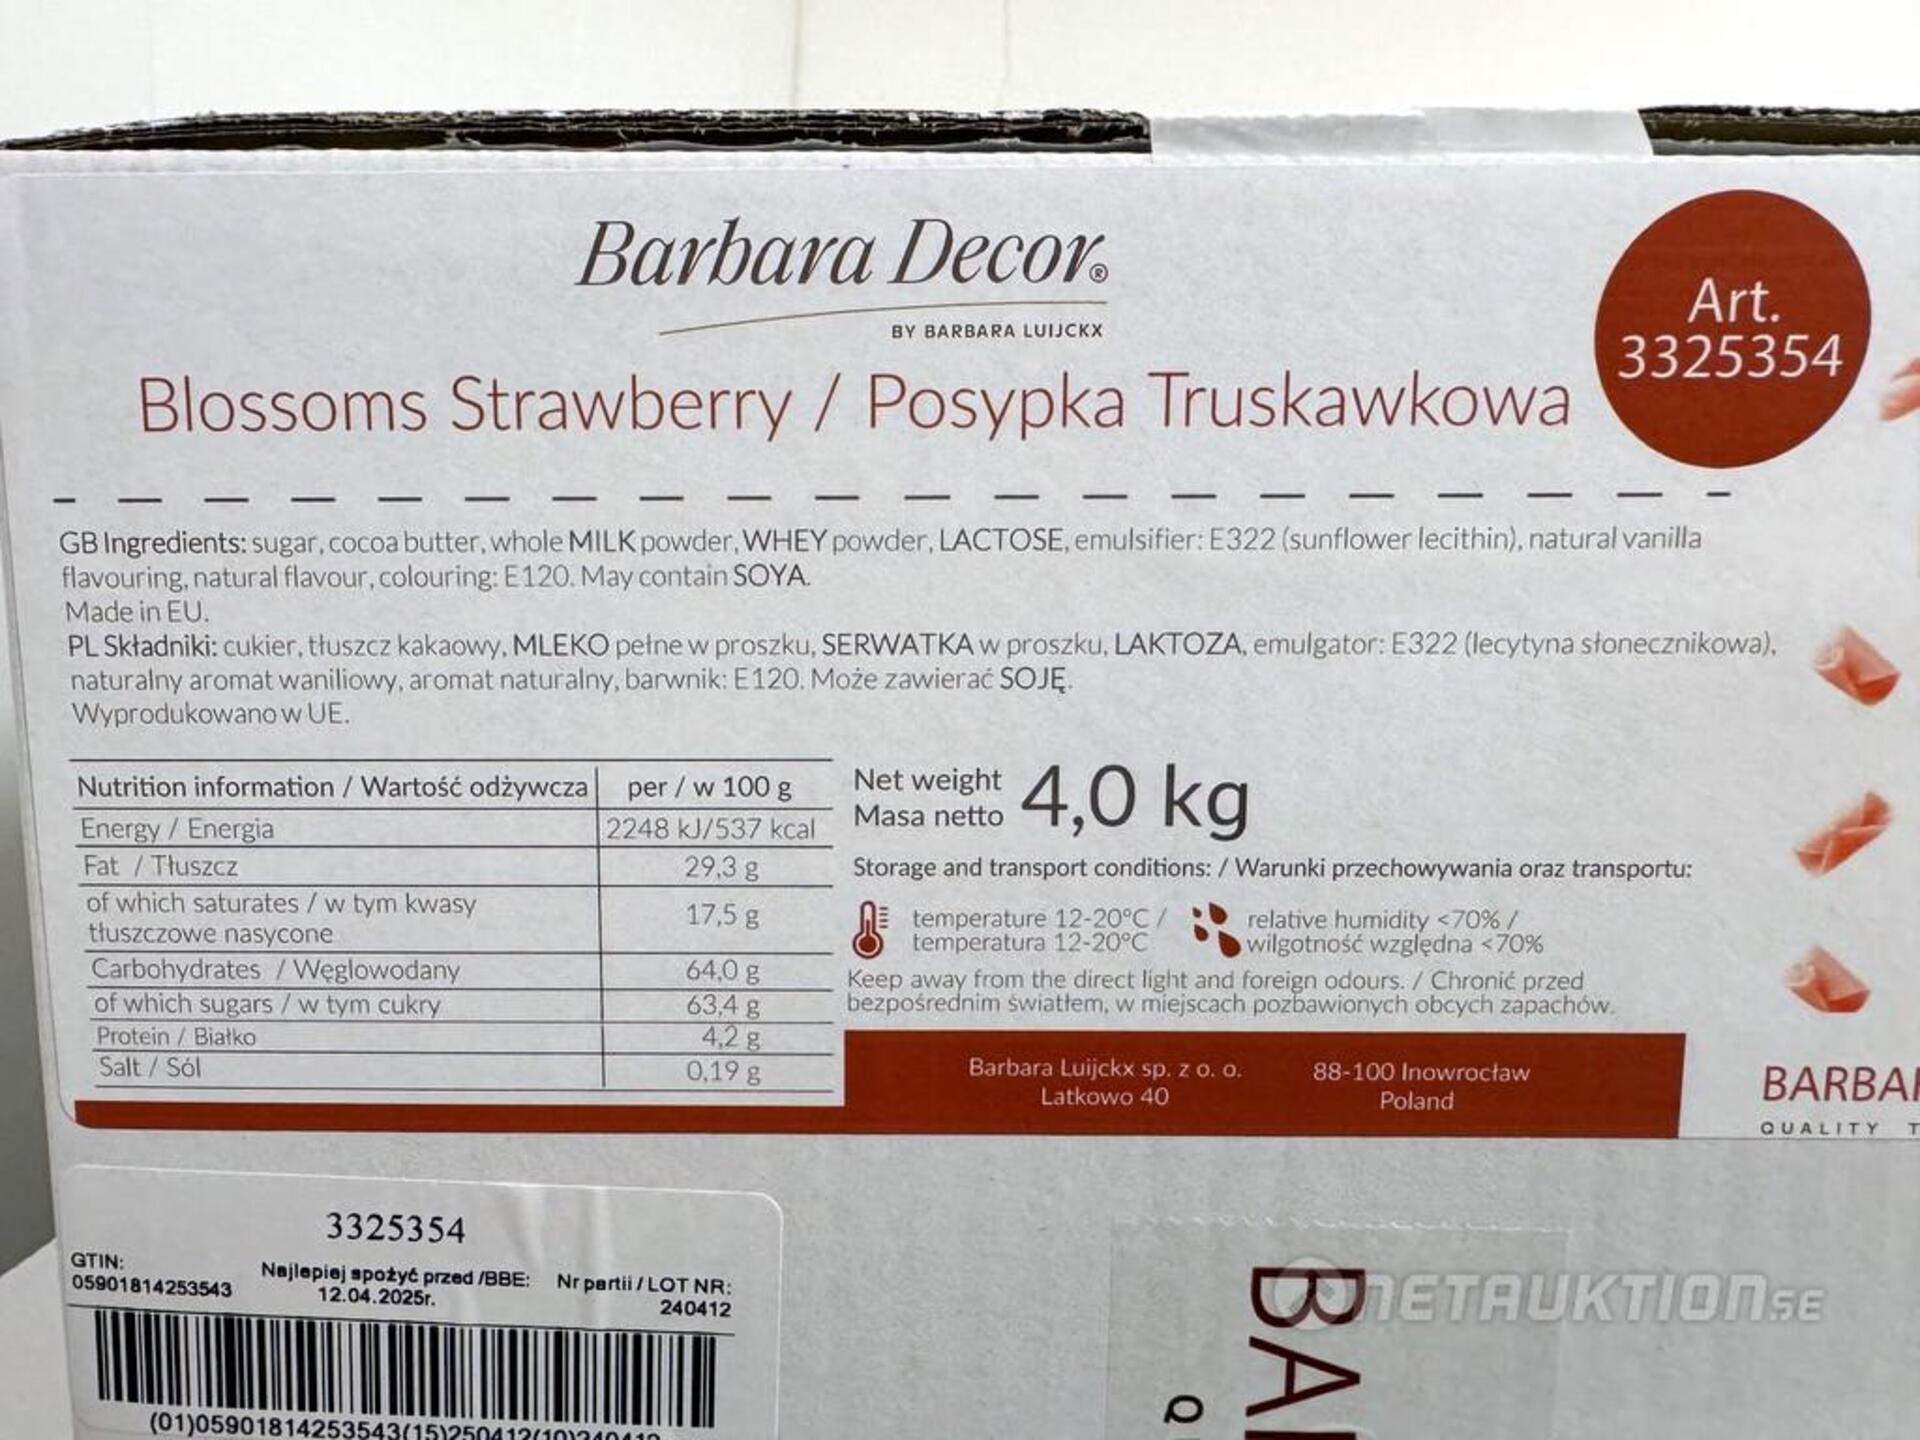 Barbara Decor®
BY BARBARA LUIJCKX
Art.
3325354
Blossoms Strawberry / Posypka Truskawkowa
GB Ingredients: sugar, cocoa butter, whole MILK powder, WHEY powder, LACTOSE, emulsifier: E322 (sunflower lecithin), natural vanilla
flavouring, natural flavour, colouring: E120. May contain SOYA.
Made in EU.
PL Składniki: cukier, tłuszcz kakaowy, MLEKO pełne w proszku, SERWATKA w proszku, LAKTOZA, emulgator: E322 (lecytyna słonecznikowa),
naturalny aromat waniliowy, aromat naturalny, barwnik: E120. Może zawierać SOJĘ.
Wyprodukowano w UE.
Nutrition information / Wartość odżywcza per / w 100 g
Energy / Energia 2248 kJ/537 kcal
Fat / Tłuszcz 29,3 g
of which saturates / w tym kwasy
tłuszczowe nasycone 17,5 g
Carbohydrates / Węglowodany 64,0 g
of which sugars / w tym cukry 63,4 g
Protein / Białko 4,2 g
Salt / Sól 0,19 g
Net weight
Masa netto 4,0 kg
Storage and transport conditions: / Warunki przechowywania oraz transportu:
temperature 12-20°C /
temperatura 12-20°C
relative humidity <70% /
wilgotność względna <70%
Keep away from the direct light and foreign odours. / Chronić przed
bezpośrednim światłem, w miejscach pozbawionych obcych zapachów.
Barbara Luijckx sp. z o. o.
Latkowo 40
88-100 Inowrocław
Poland
BARBA
QUALITY T
3325354
GTIN:
05901814253543
Najlepiej spożyć przed /BBE:
12.04.2025r.
Nr partii / LOT NR:
240412
(01)05901814253543(15)250412(10)240412
BAR
Q
NETAUKTION.SE